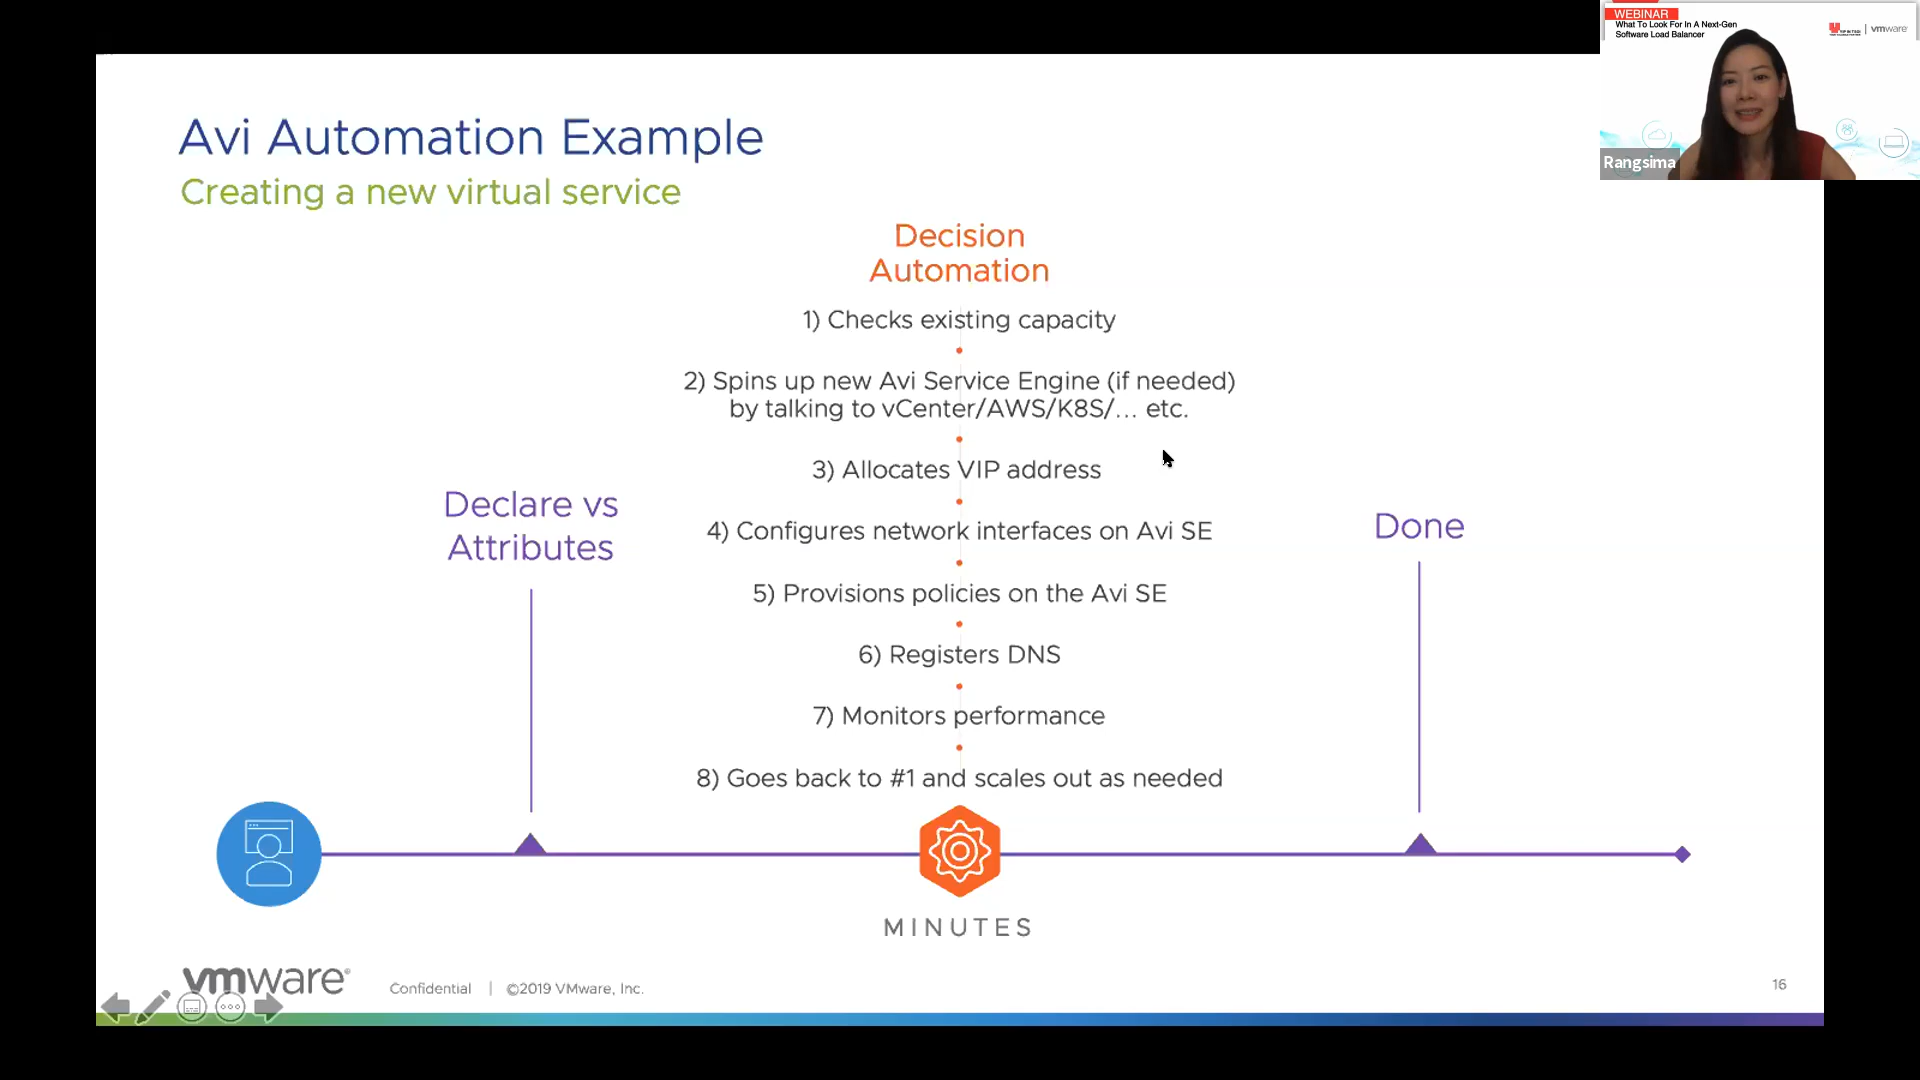 WEBINAR
What To Look For In A Next-Gen
Software Load Balancer
vmware
Rangsima
Avi Automation Example
Creating a new virtual service
Decision
Automation
1) Checks existing capacity
2) Spins up new Avi Service Engine (if needed)
by talking to vCenter/AWS/K8S/... etc.
3) Allocates VIP address
Declare vs
Attributes
4) Configures network interfaces on Avi SE
Done
5) Provisions policies on the Avi SE
6) Registers DNS
7) Monitors performance
8) Goes back to #1 and scales out as needed
MINUTES
vmware®
Confidential | ©2019 VMware, Inc.
16